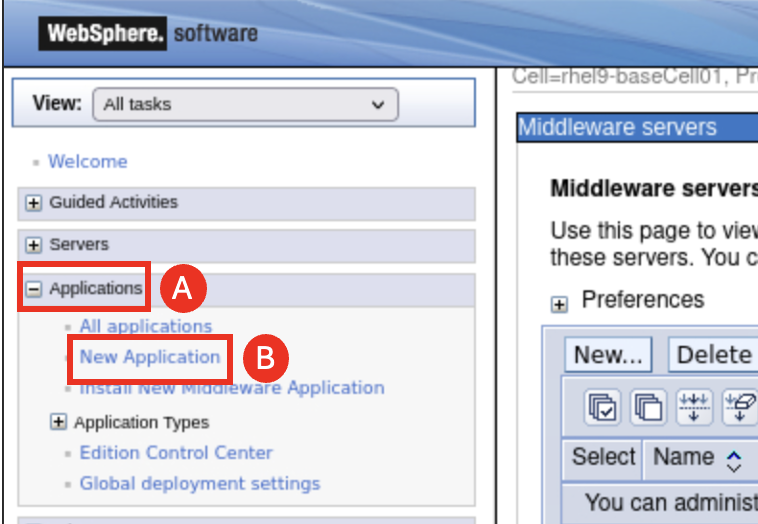 WebSphere. software
View: All tasks
Welcome
Guided Activities
Servers
Applications A
All applications
New Application B
Install New Middleware Application
Application Types
Edition Control Center
Global deployment settings
Cell=rhel9-baseCell01, Pr
Middleware servers
Middleware servers
Use this page to view
these servers. You c
Preferences
New... Delete
Select Name
You can administ